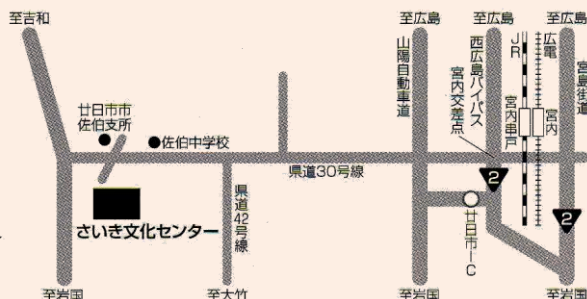 至吉和
至広島
至広島
至広島
山陽自動車道
西広島バイパス
宮内交差点
JR
宮内串戸
広電
宮内
宮島街道
廿日市市
佐伯支所
佐伯中学校
県道30号線
県道42号線
さいき文化センター
2
廿日市IC
2
至岩国
至大竹
至岩国
至岩国